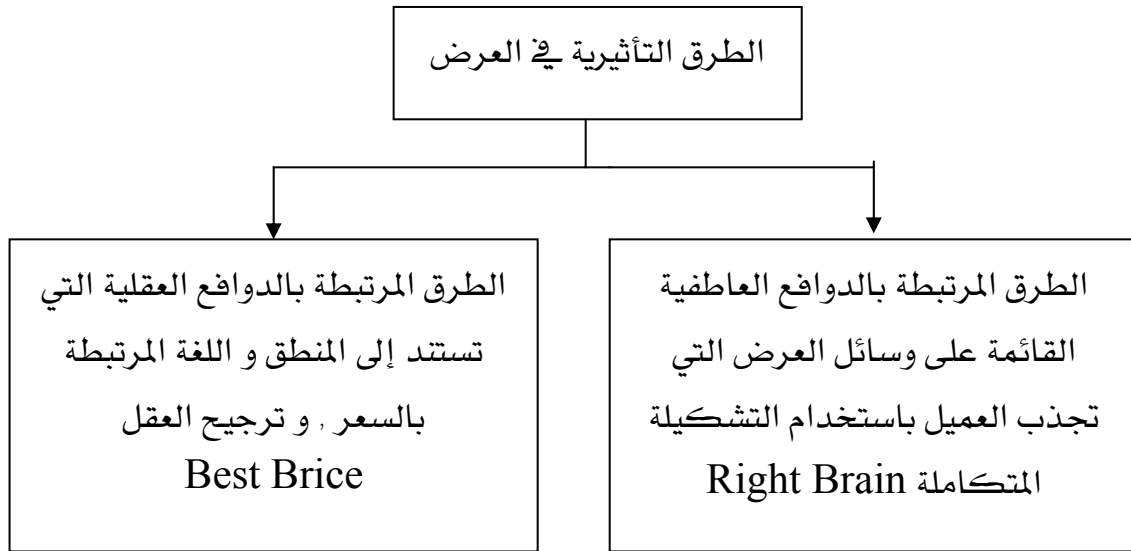 الطرق التأثيرية في العرض
الطرق المرتبطة بالدوافع العاطفية
القائمة على وسائل العرض التي
تجذب العميل باستخدام التشكيلة
المتكاملة Right Brain
الطرق المرتبطة بالدوافع العقلية التي
تستند إلى المنطق و اللغة المرتبطة
بالسعر , و ترجيح العقل
Best Brice